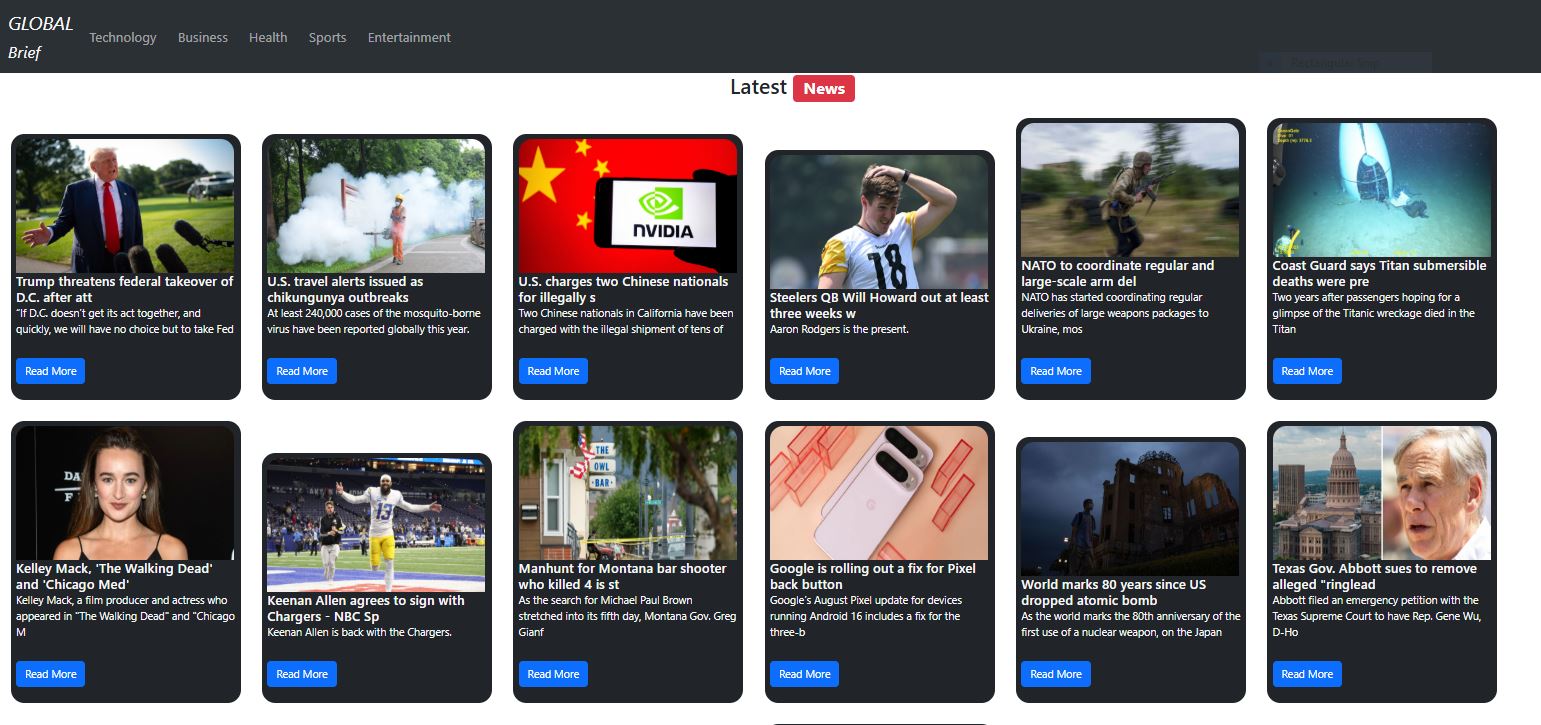 GLOBAL
Brief
Technology Business Health Sports Entertainment
Rectangular Snip
Latest News
Trump threatens federal takeover of
D.C. after att
“If D.C. doesn’t get its act together, and
quickly, we will have no choice but to take Fed
Read More
U.S. travel alerts issued as
chikungunya outbreaks
At least 240,000 cases of the mosquito-borne
virus have been reported globally this year.
Read More
NVIDIA
U.S. charges two Chinese nationals
for illegally s
Two Chinese nationals in California have been
charged with the illegal shipment of tens of
Read More
18
Steelers QB Will Howard out at least
three weeks w
Aaron Rodgers is the present.
Read More
NATO to coordinate regular and
large-scale arm del
NATO has started coordinating regular
deliveries of large weapons packages to
Ukraine, mos
Read More
Coast Guard says Titan submersible
deaths were pre
Two years after passengers hoping for a
glimpse of the Titanic wreckage died in the
Titan
Read More
DA
F
Kelley Mack, 'The Walking Dead'
and 'Chicago Med'
Kelley Mack, a film producer and actress who
appeared in “The Walking Dead” and “Chicago
M
Read More
13
Keenan Allen agrees to sign with
Chargers - NBC Sp
Keenan Allen is back with the Chargers.
Read More
THE
OWL
BAR
Manhunt for Montana bar shooter
who killed 4 is st
As the search for Michael Paul Brown
stretched into its fifth day, Montana Gov. Greg
Gianf
Read More
Google is rolling out a fix for Pixel
back button
Google’s August Pixel update for devices
running Android 16 includes a fix for the
three-b
Read More
World marks 80 years since US
dropped atomic bomb
As the world marks the 80th anniversary of the
first use of a nuclear weapon, on the Japan
Read More
Texas Gov. Abbott sues to remove
alleged "ringlead
Abbott filed an emergency petition with the
Texas Supreme Court to have Rep. Gene Wu,
D-Ho
Read More